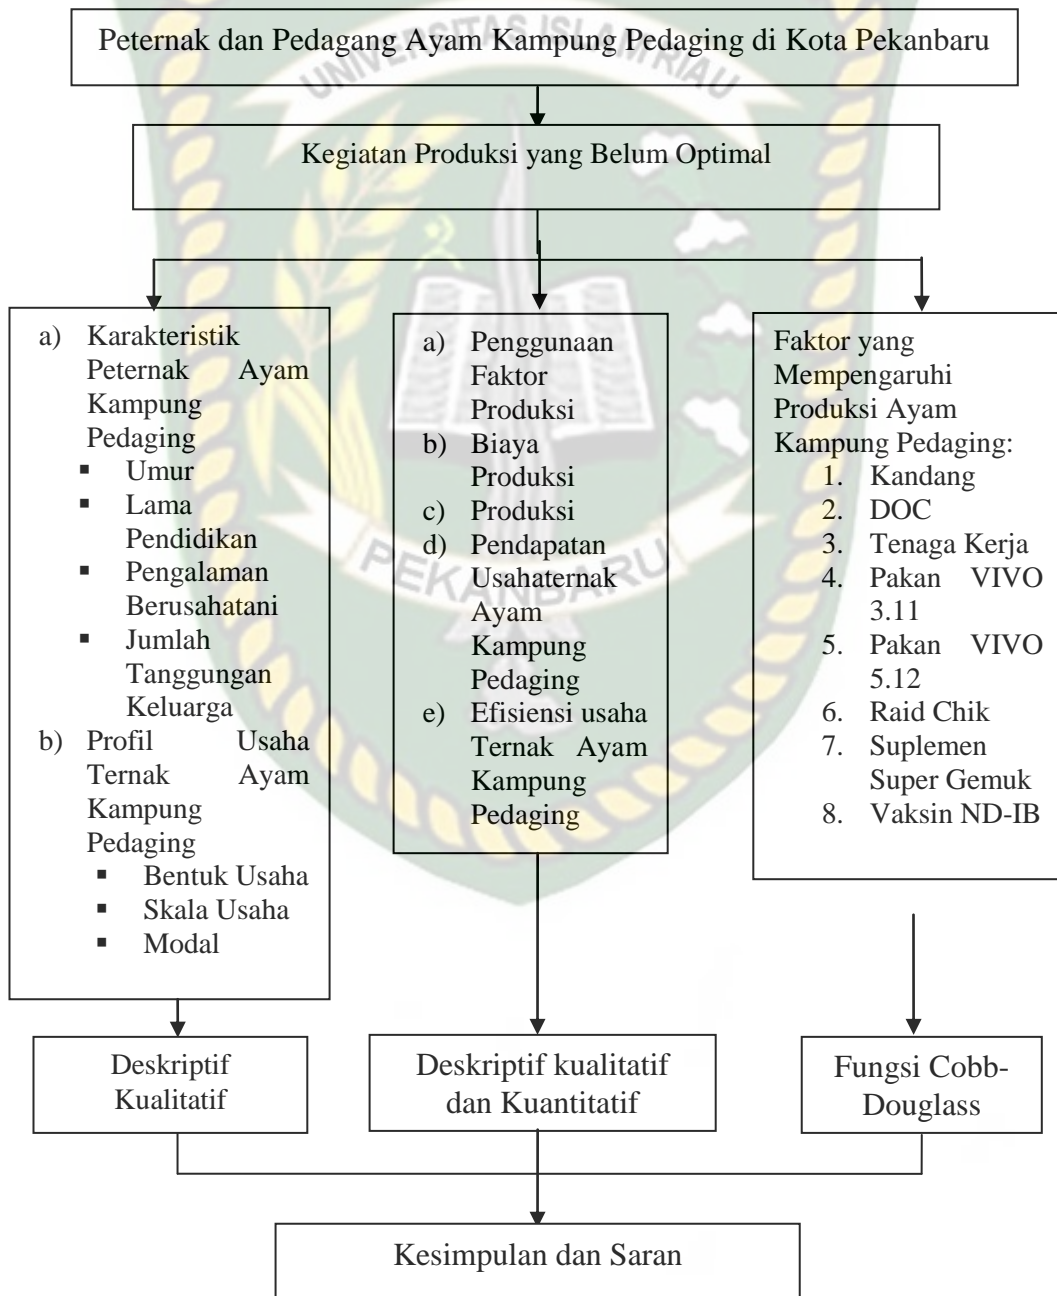 Peternak dan Pedagang Ayam Kampung Pedaging di Kota Pekanbaru
UNIVERSITAS ISLAM RIAU
Kegiatan Produksi yang Belum Optimal
a) Karakteristik
Peternak Ayam
Kampung
Pedaging
▪ Umur
▪ Lama
Pendidikan
▪ Pengalaman
Berusahatani
▪ Jumlah
Tanggungan
Keluarga
b) Profil Usaha
Ternak Ayam
Kampung
Pedaging
▪ Bentuk Usaha
▪ Skala Usaha
▪ Modal
a) Penggunaan
Faktor
Produksi
b) Biaya
Produksi
c) Produksi
d) Pendapatan
Usahaternak
Ayam
Kampung
Pedaging
e) Efisiensi usaha
Ternak Ayam
Kampung
Pedaging
Faktor yang
Mempengaruhi
Produksi Ayam
Kampung Pedaging:
1. Kandang
2. DOC
3. Tenaga Kerja
4. Pakan VIVO
3.11
5. Pakan VIVO
5.12
6. Raid Chik
7. Suplemen
Super Gemuk
8. Vaksin ND-IB
PEKANBARU
Deskriptif
Kualitatif
Deskriptif kualitatif
dan Kuantitatif
Fungsi Cobb-
Douglass
Kesimpulan dan Saran